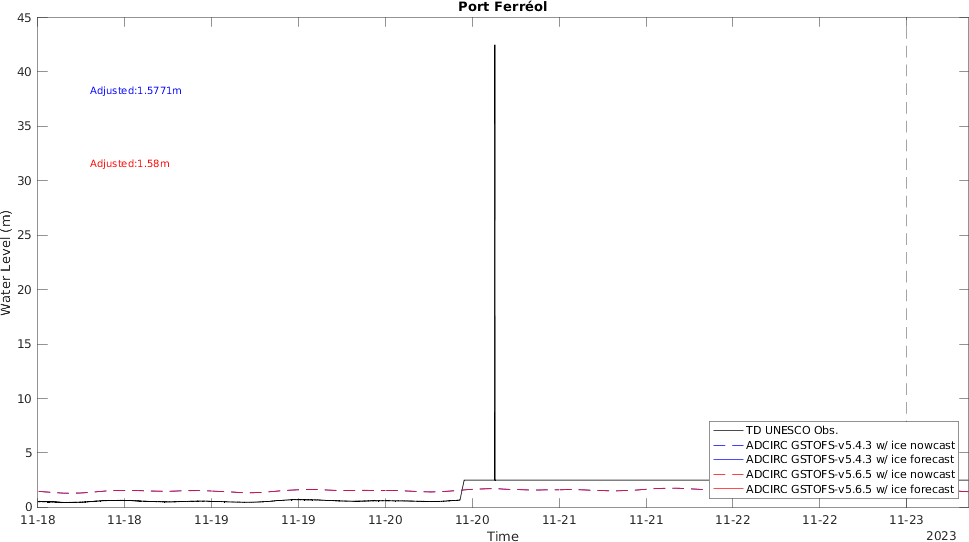 Port Ferréol
45
40
35
30
25
20
15
10
5
0
Water Level (m)
Adjusted:1.5771m
Adjusted:1.58m
TD UNESCO Obs.
ADCIRC GSTOFS-v5.4.3 w/ ice nowcast
ADCIRC GSTOFS-v5.4.3 w/ ice forecast
ADCIRC GSTOFS-v5.6.5 w/ ice nowcast
ADCIRC GSTOFS-v5.6.5 w/ ice forecast
11-18 11-18 11-19 11-19 11-20 11-20 11-21 11-21 11-22 11-22 11-23
Time
2023